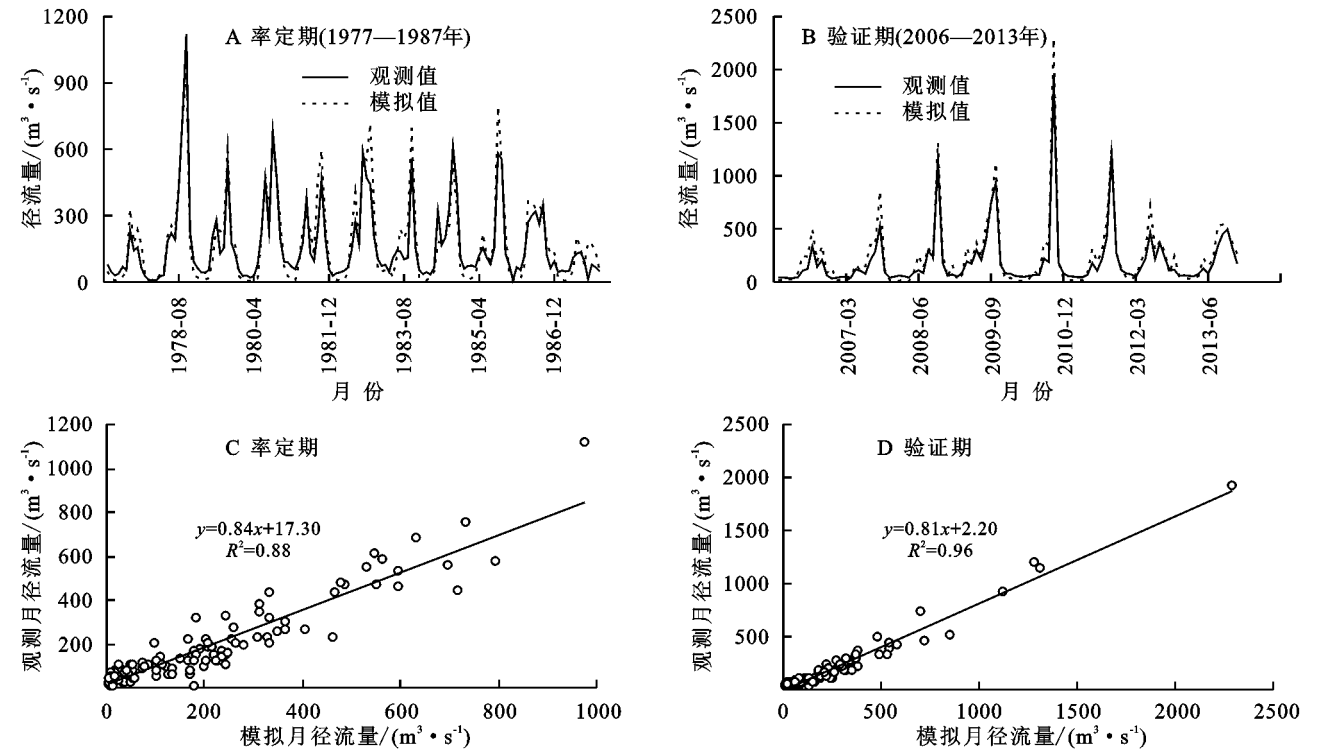 A 率定期(1977—1987年)
观测值
模拟值
径流量/(m³·s⁻¹)
1200
900
600
300
0
1978-08
1980-04
1981-12
1983-08
1985-04
1986-12
月 份
B 验证期(2006—2013年)
观测值
模拟值
径流量/(m³·s⁻¹)
2500
2000
1500
1000
500
0
2007-03
2008-06
2009-09
2010-12
2012-03
2013-06
月 份
C 率定期
y=0.84x+17.30
R²=0.88
观测月径流量/(m³·s⁻¹)
1200
1000
800
600
400
200
0 200 400 600 800 1000
模拟月径流量/(m³·s⁻¹)
D 验证期
y=0.81x+2.20
R²=0.96
观测月径流量/(m³·s⁻¹)
2500
2000
1500
1000
500
0 500 1000 1500 2000 2500
模拟月径流量/(m³·s⁻¹)